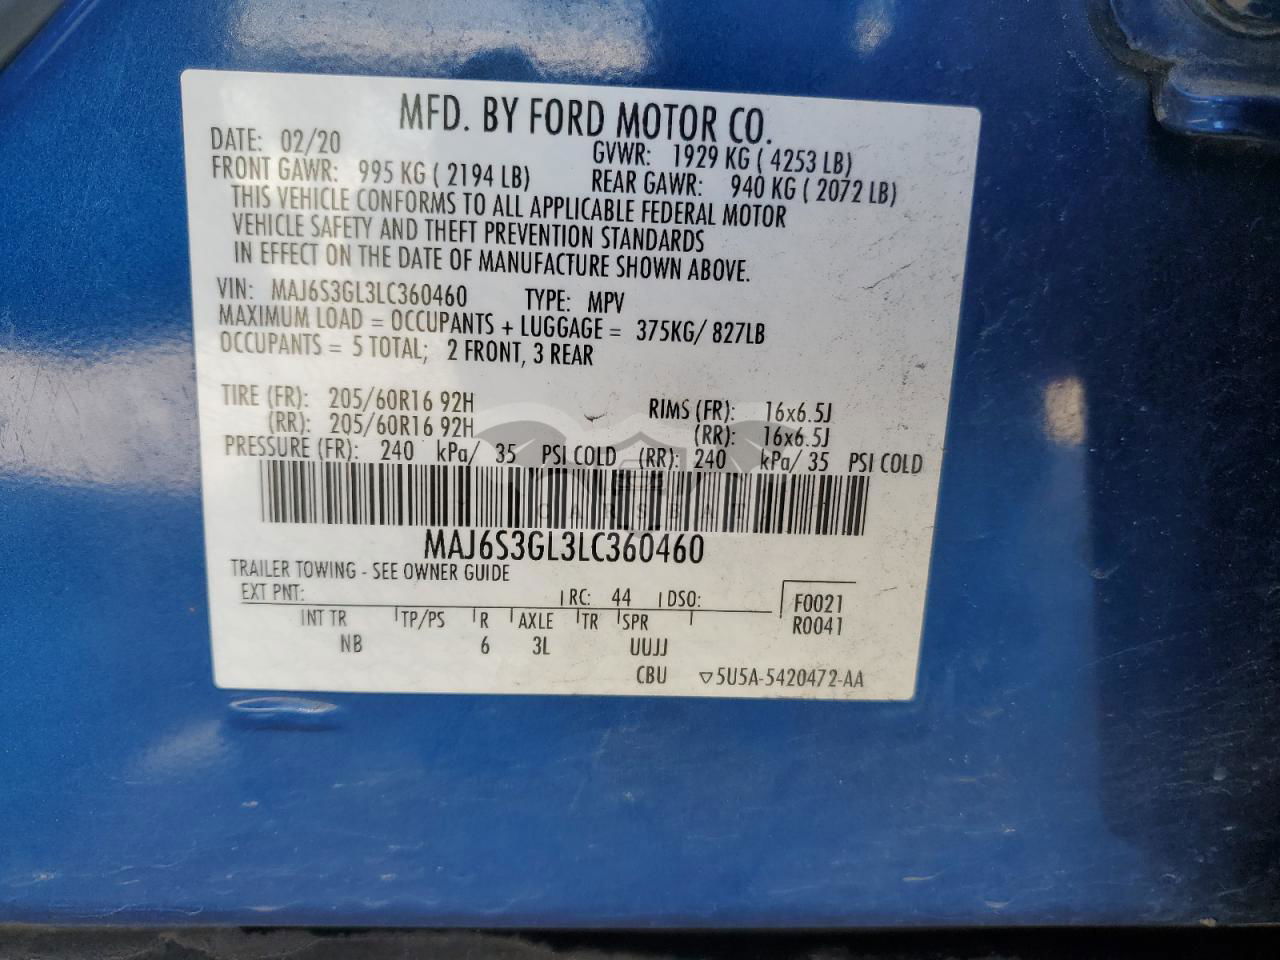 MFD. BY FORD MOTOR CO.
DATE: 02/20 GVWR: 1929 KG ( 4253 LB)
FRONT GAWR: 995 KG ( 2194 LB) REAR GAWR: 940 KG ( 2072 LB)
THIS VEHICLE CONFORMS TO ALL APPLICABLE FEDERAL MOTOR
VEHICLE SAFETY AND THEFT PREVENTION STANDARDS
IN EFFECT ON THE DATE OF MANUFACTURE SHOWN ABOVE.
VIN: MAJ6S3GL3LC360460 TYPE: MPV
MAXIMUM LOAD = OCCUPANTS + LUGGAGE = 375KG/ 827LB
OCCUPANTS = 5 TOTAL; 2 FRONT, 3 REAR
TIRE (FR): 205/60R16 92H RIMS (FR): 16x6.5J
(RR): 205/60R16 92H (RR): 16x6.5J
PRESSURE (FR): 240 kPa/ 35 PSI COLD (RR): 240 kPa/ 35 PSI COLD
CARSBAT
MAJ6S3GL3LC360460
TRAILER TOWING - SEE OWNER GUIDE
EXT PNT: RC: 44 DSO: F0021
INT TR TP/PS R AXLE TR SPR R0041
NB 6 3L UUJJ
CBU ▽5U5A-5420472-AA